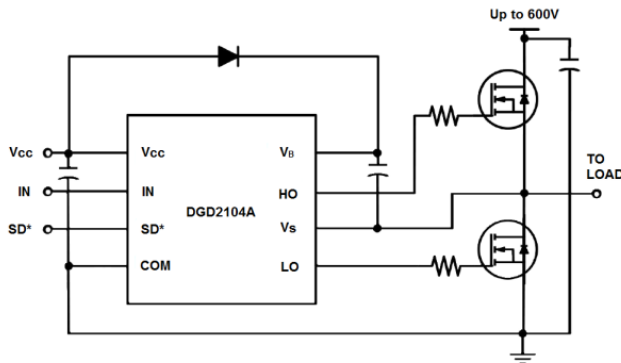 Up to 600V
Vcc
Vcc
VB
IN
IN
HO
TO
LOAD
DGD2104A
SD*
SD*
Vs
COM
LO